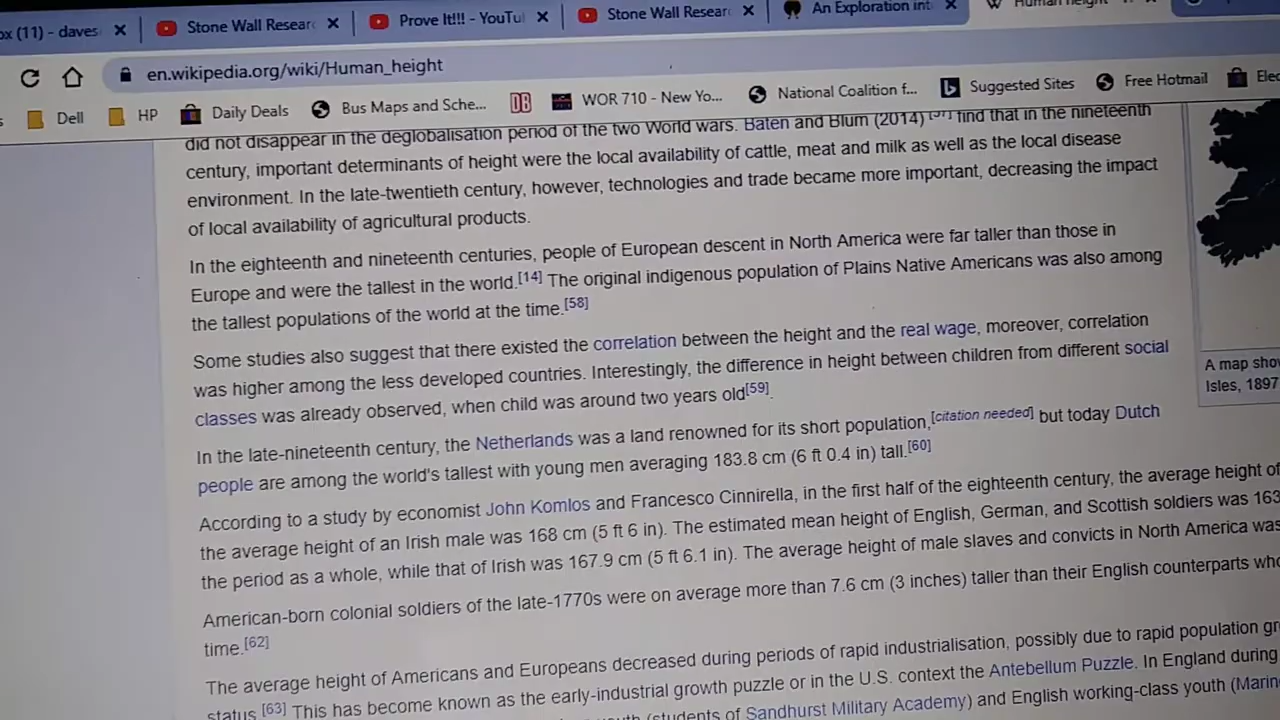 ox (11) - daves
Stone Wall Researc
Prove It!!! - YouTu
Stone Wall Researc
An Exploration int
Human height
en.wikipedia.org/wiki/Human_height
Dell
HP
Daily Deals
Bus Maps and Sche...
DB
WOR 710 - New Yo...
National Coalition f...
Suggested Sites
Free Hotmail
Elec
did not disappear in the deglobalisation period of the two World wars. Baten and Blum (2014) [57] find that in the nineteenth
century, important determinants of height were the local availability of cattle, meat and milk as well as the local disease
environment. In the late-twentieth century, however, technologies and trade became more important, decreasing the impact
of local availability of agricultural products.
In the eighteenth and nineteenth centuries, people of European descent in North America were far taller than those in
Europe and were the tallest in the world.[14] The original indigenous population of Plains Native Americans was also among
the tallest populations of the world at the time.[58]
Some studies also suggest that there existed the correlation between the height and the real wage, moreover, correlation
was higher among the less developed countries. Interestingly, the difference in height between children from different social
classes was already observed, when child was around two years old[59].
In the late-nineteenth century, the Netherlands was a land renowned for its short population,[citation needed] but today Dutch
people are among the world's tallest with young men averaging 183.8 cm (6 ft 0.4 in) tall.[60]
According to a study by economist John Komlos and Francesco Cinnirella, in the first half of the eighteenth century, the average height of
the average height of an Irish male was 168 cm (5 ft 6 in). The estimated mean height of English, German, and Scottish soldiers was 163
the period as a whole, while that of Irish was 167.9 cm (5 ft 6.1 in). The average height of male slaves and convicts in North America was
American-born colonial soldiers of the late-1770s were on average more than 7.6 cm (3 inches) taller than their English counterparts who
time.[62]
The average height of Americans and Europeans decreased during periods of rapid industrialisation, possibly due to rapid population gr
status.[63] This has become known as the early-industrial growth puzzle or in the U.S. context the Antebellum Puzzle. In England during
uth (students of Sandhurst Military Academy) and English working-class youth (Marin
A map sho
Isles, 1897